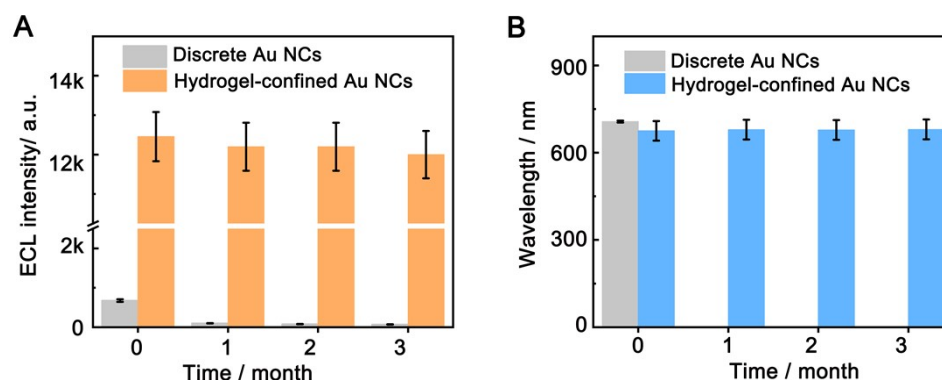 A
Discrete Au NCs
Hydrogel-confined Au NCs
14k
12k
2k
0
ECL intensity/ a.u.
0 1 2 3
Time / month
B
Discrete Au NCs
Hydrogel-confined Au NCs
900
600
300
0
Wavelength / nm
0 1 2 3
Time / month